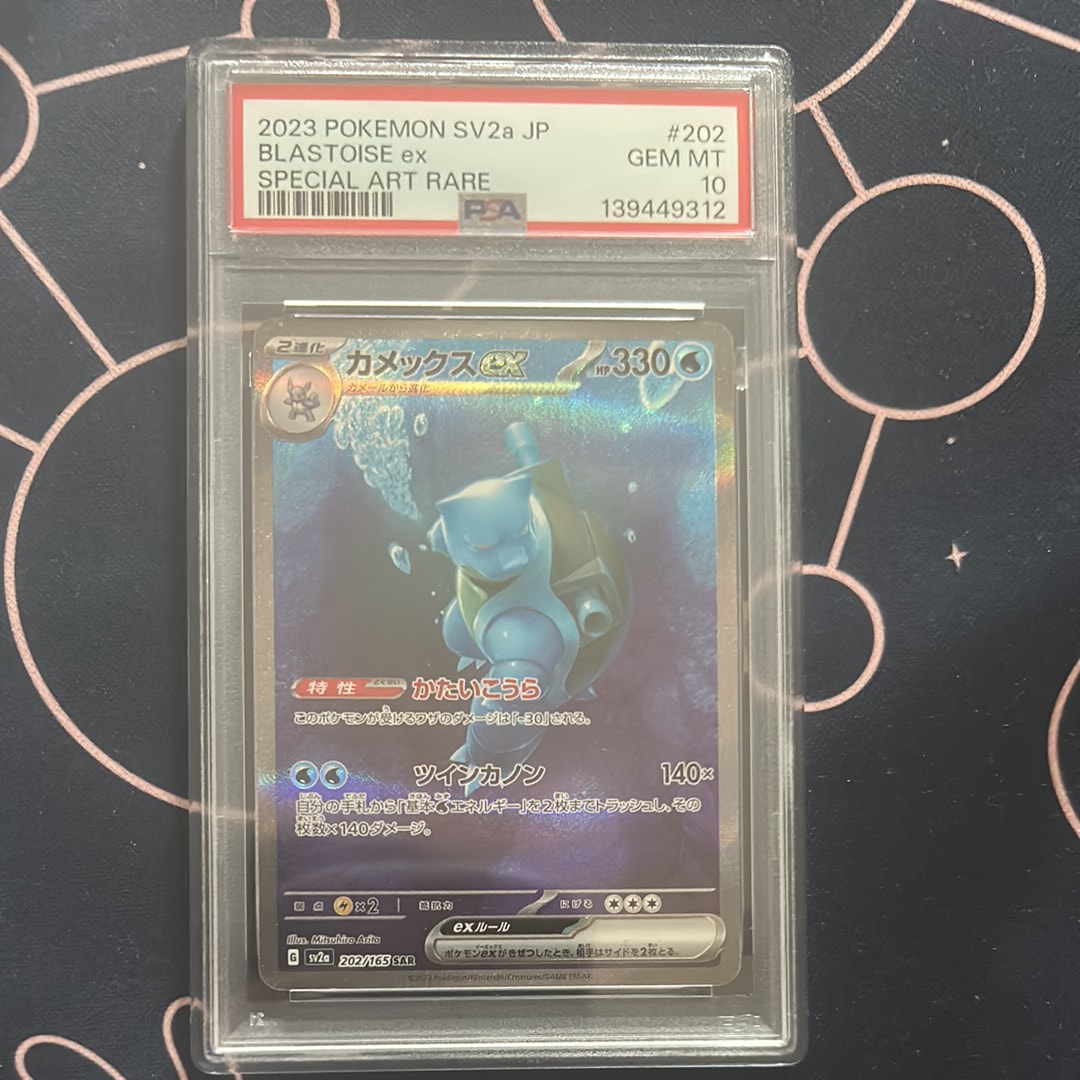 2023 POKEMON SV2a JP #202
BLASTOISE ex GEM MT
SPECIAL ART RARE 10
PSA 139449312
2進化 カメックスex HP330
カメールから進化
特性 とくせい かたいこうら
このポケモンが受けるワザのダメージは「-30」される。
ツインカノン 140×
自分の手札から「基本エネルギー」を2枚までトラッシュし、その
枚数×140ダメージ。
弱点 ×2 抵抗力 にげる
exルール
ポケモンexがきぜつしたとき、相手はサイドを2枚とる。
Illus. Mitsuhiro Arita
G sv2a 202/165 SAR